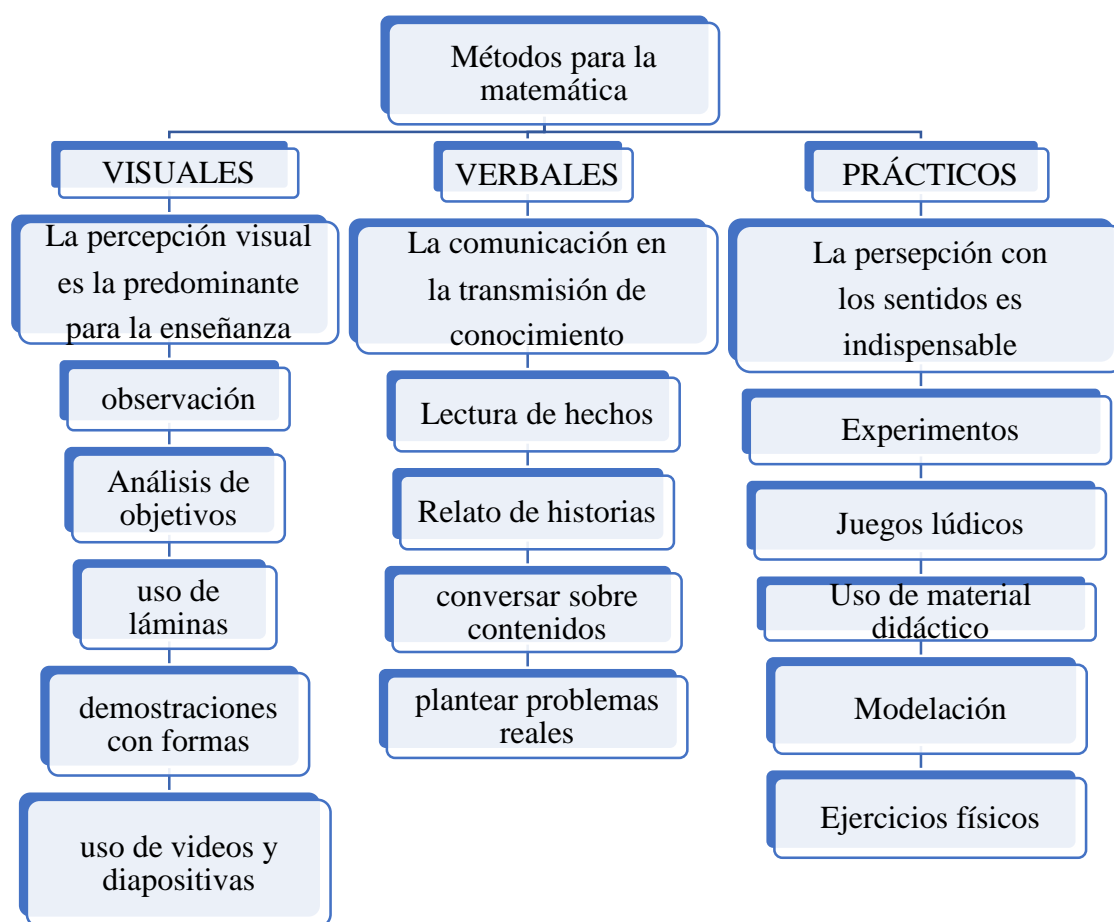 Métodos para la
matemática
VISUALES
La percepción visual
es la predominante
para la enseñanza
observación
Análisis de
objetivos
uso de
láminas
demostraciones
con formas
uso de videos y
diapositivas
VERBALES
La comunicación en
la transmisión de
conocimiento
Lectura de hechos
Relato de historias
conversar sobre
contenidos
plantear problemas
reales
PRÁCTICOS
La persepción con
los sentidos es
indispensable
Experimentos
Juegos lúdicos
Uso de material
didáctico
Modelación
Ejercicios físicos